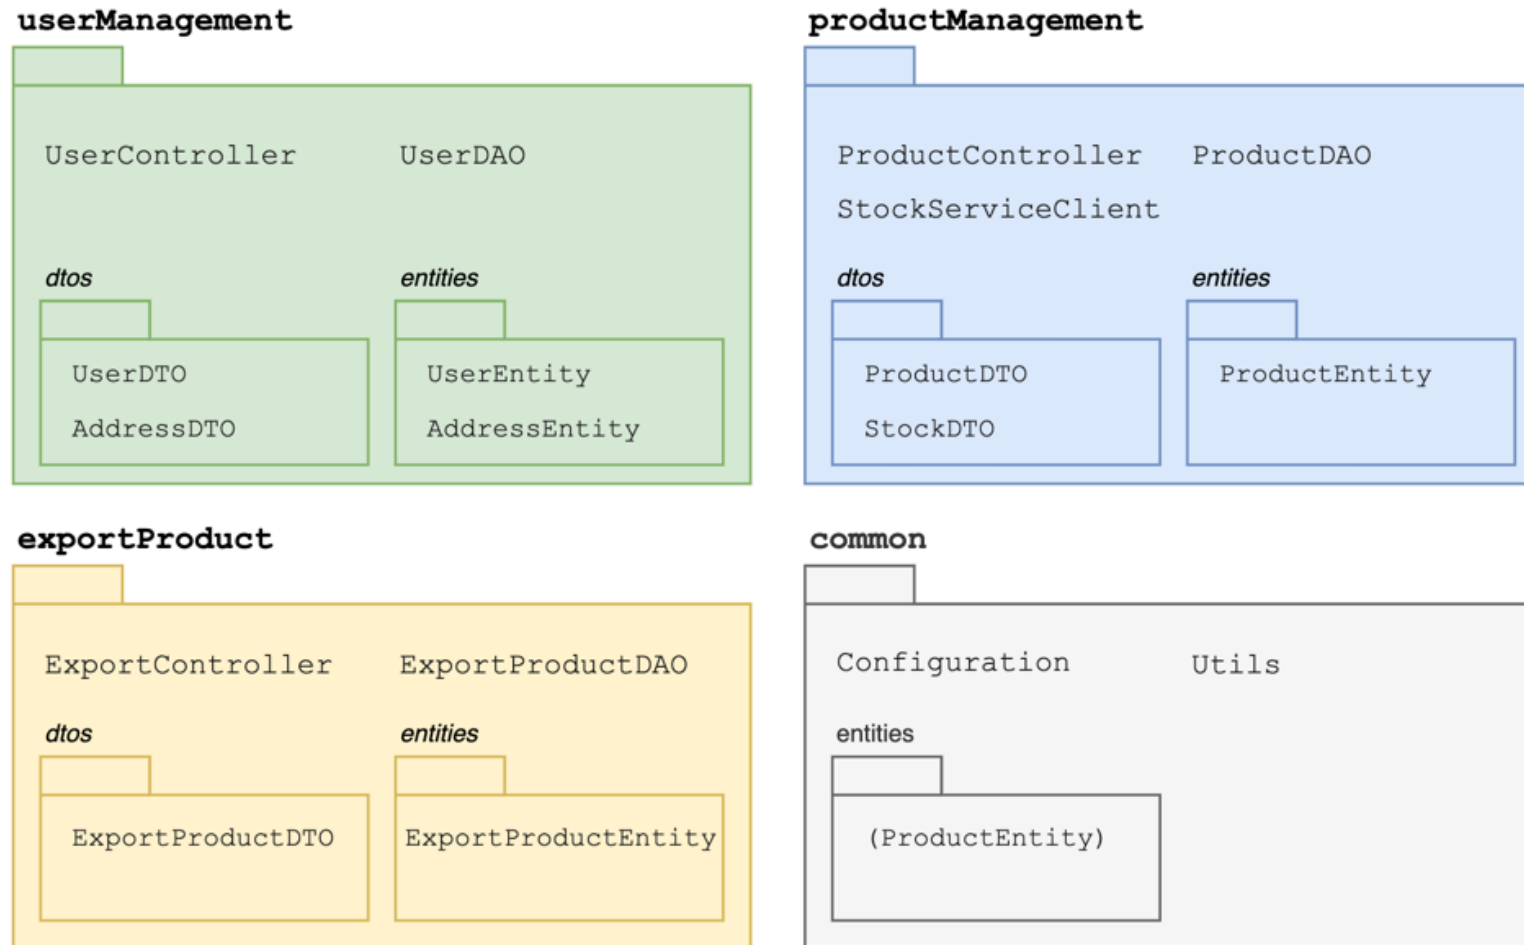 userManagement
UserController
UserDAO
dtos
UserDTO
AddressDTO
entities
UserEntity
AddressEntity
productManagement
ProductController
ProductDAO
StockServiceClient
dtos
ProductDTO
StockDTO
entities
ProductEntity
exportProduct
ExportController
ExportProductDAO
dtos
ExportProductDTO
entities
ExportProductEntity
common
Configuration
Utils
entities
(ProductEntity)